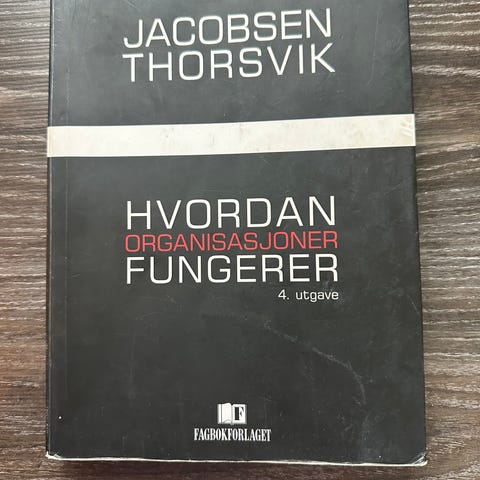 JACOBSEN
THORSVIK
HVORDAN
ORGANISASJONER
FUNGERER
4. utgave
F
FAGBOKFORLAGET